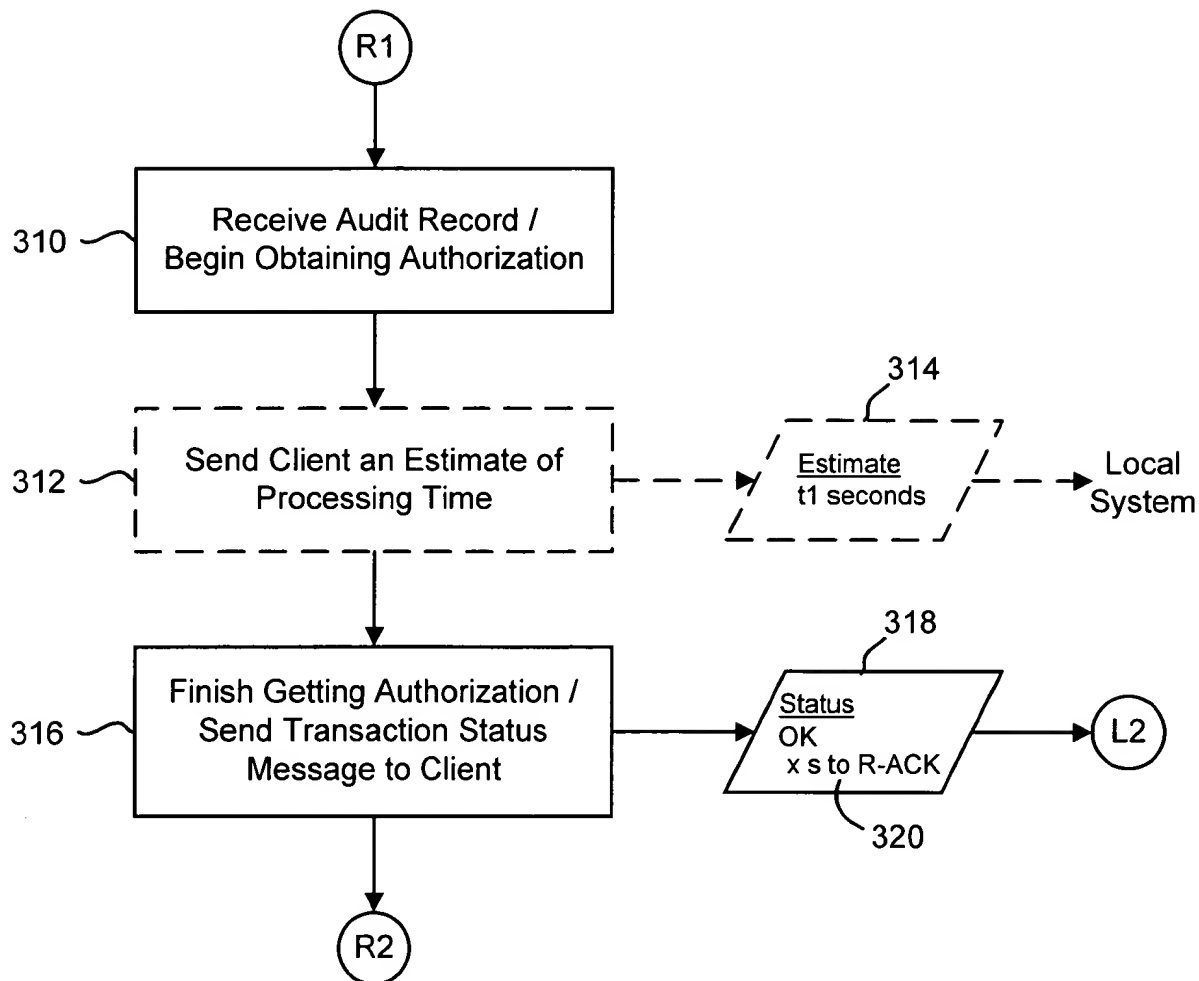 R1
310
Receive Audit Record /
Begin Obtaining Authorization
314
312
Send Client an Estimate of
Processing Time
Estimate
t1 seconds
Local
System
318
316
Finish Getting Authorization /
Send Transaction Status
Message to Client
Status
OK
x s to R-ACK
L2
320
R2